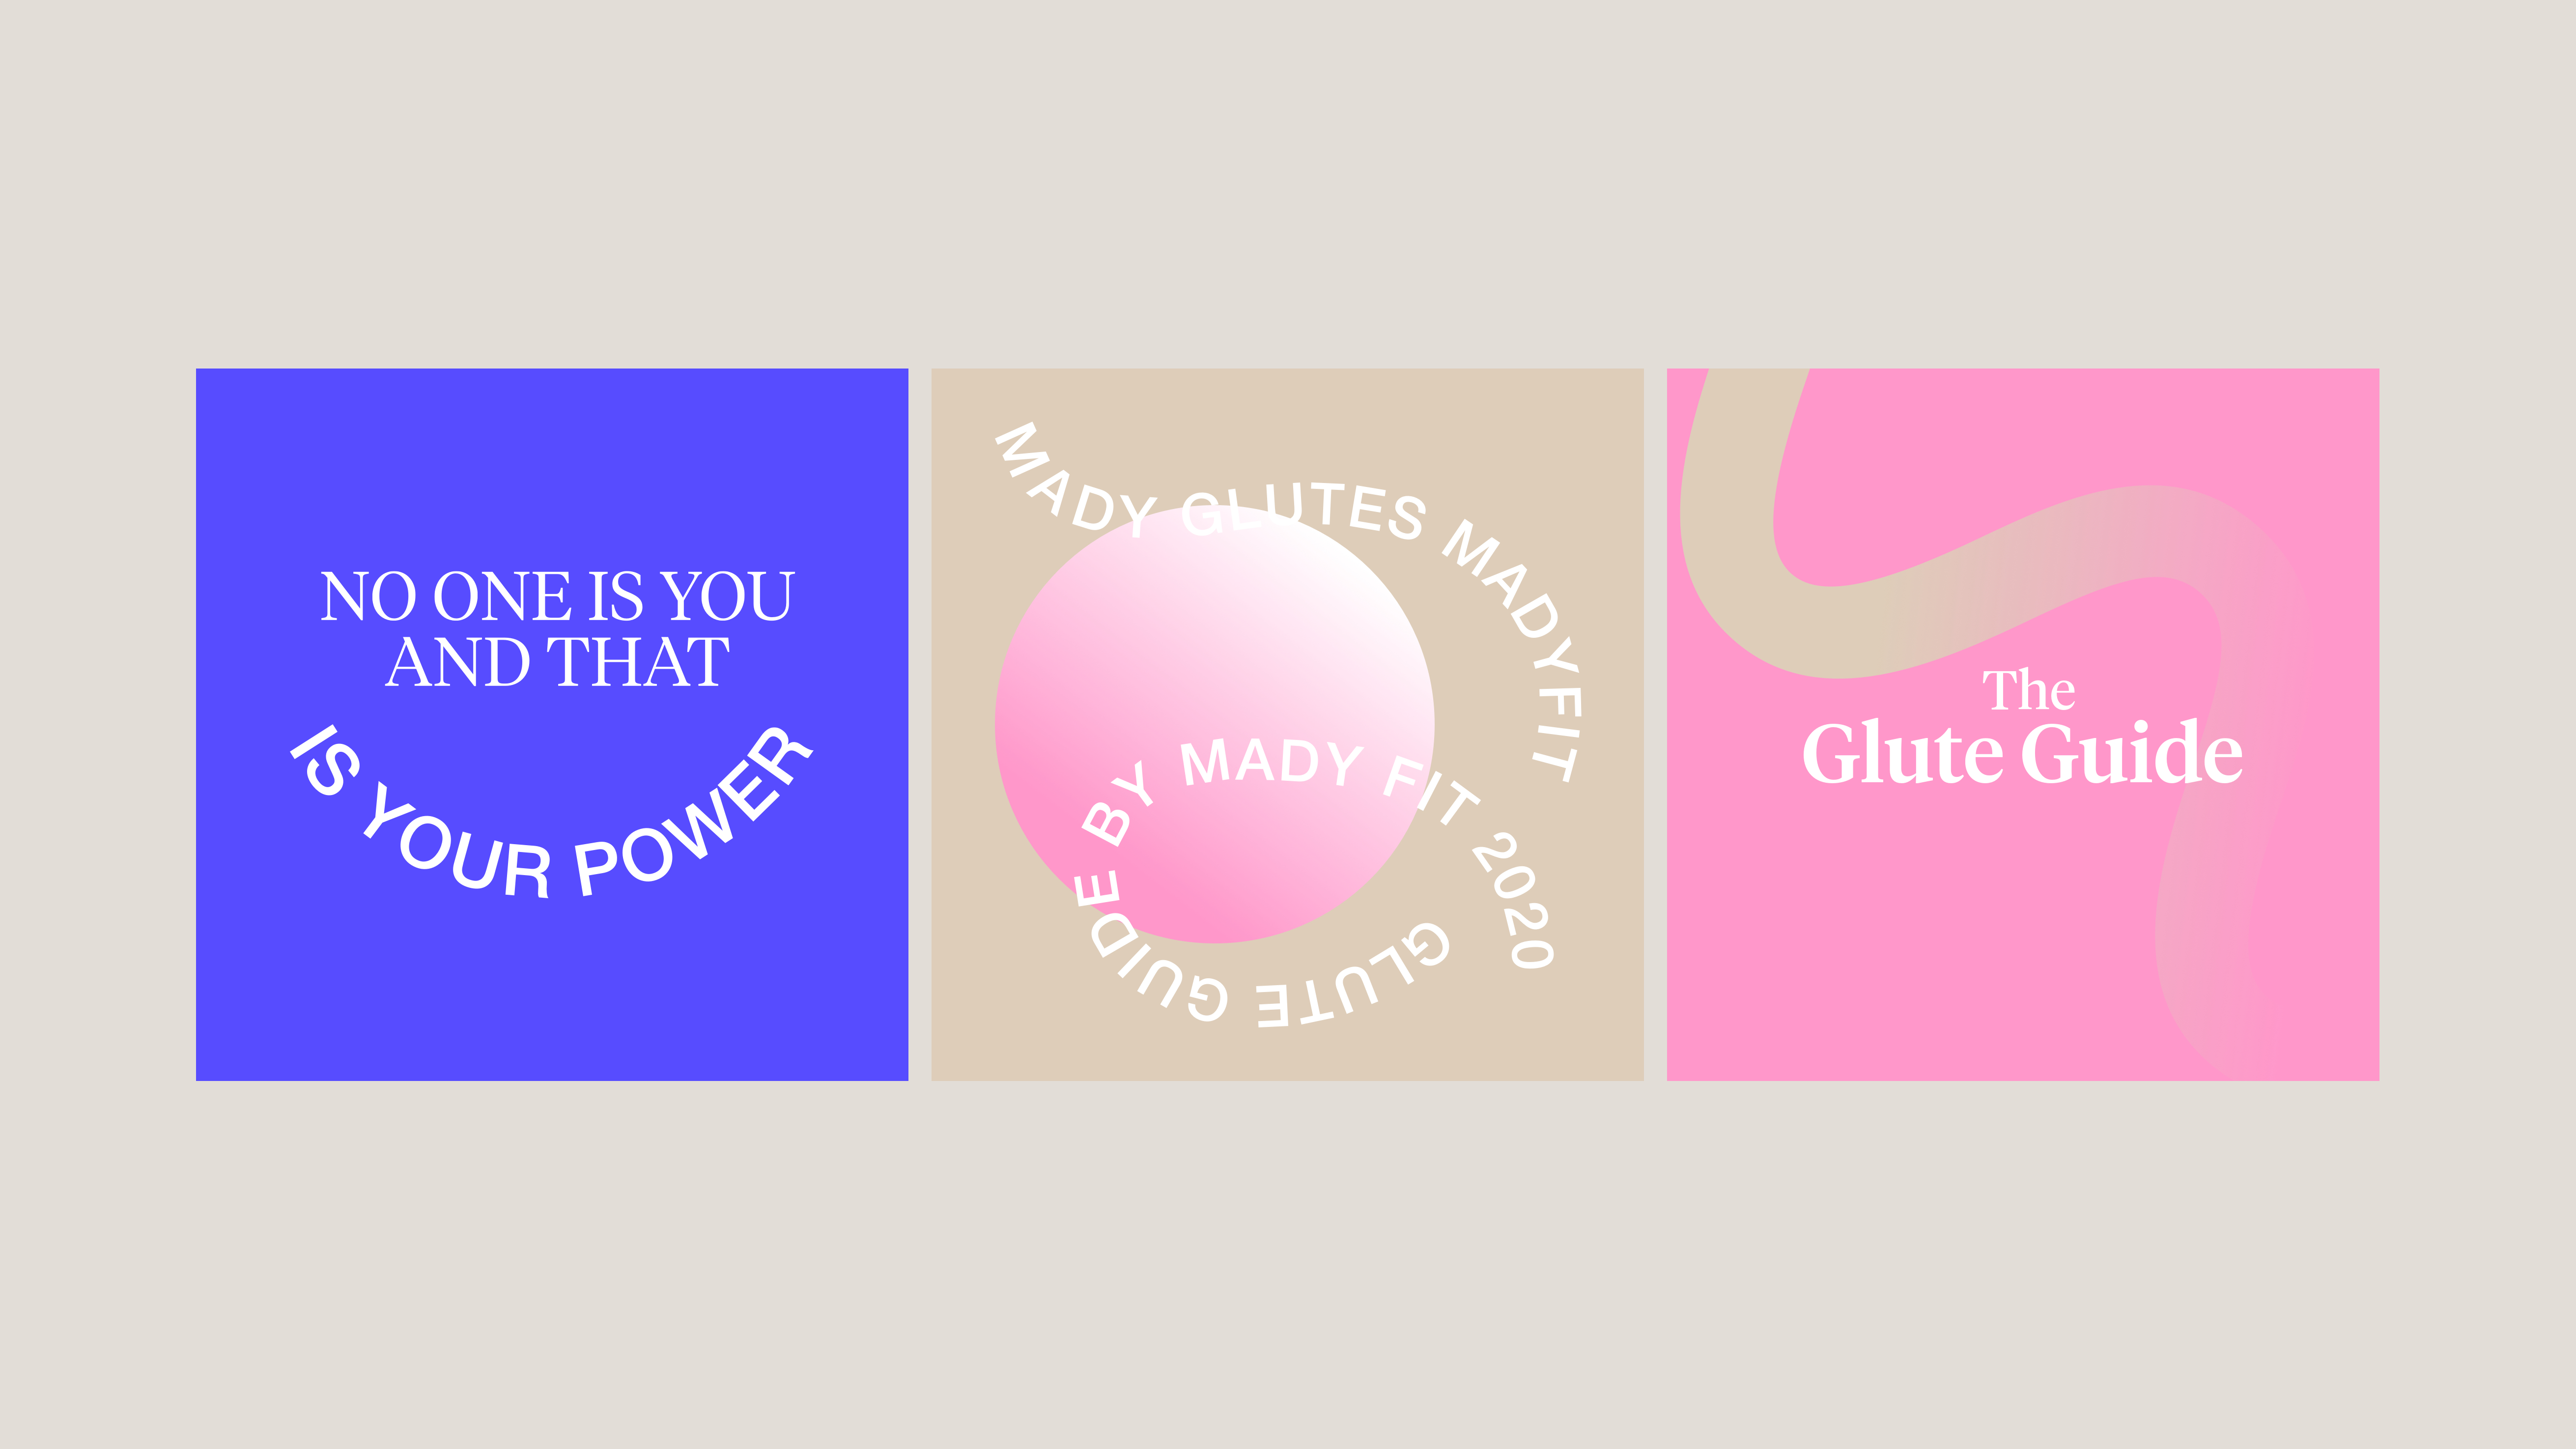 NO ONE IS YOU
AND THAT
IS YOUR POWER
MADY GLUTES MADYFIT
GLUTE GUIDE BY MADY FIT 2020
The
Glute Guide